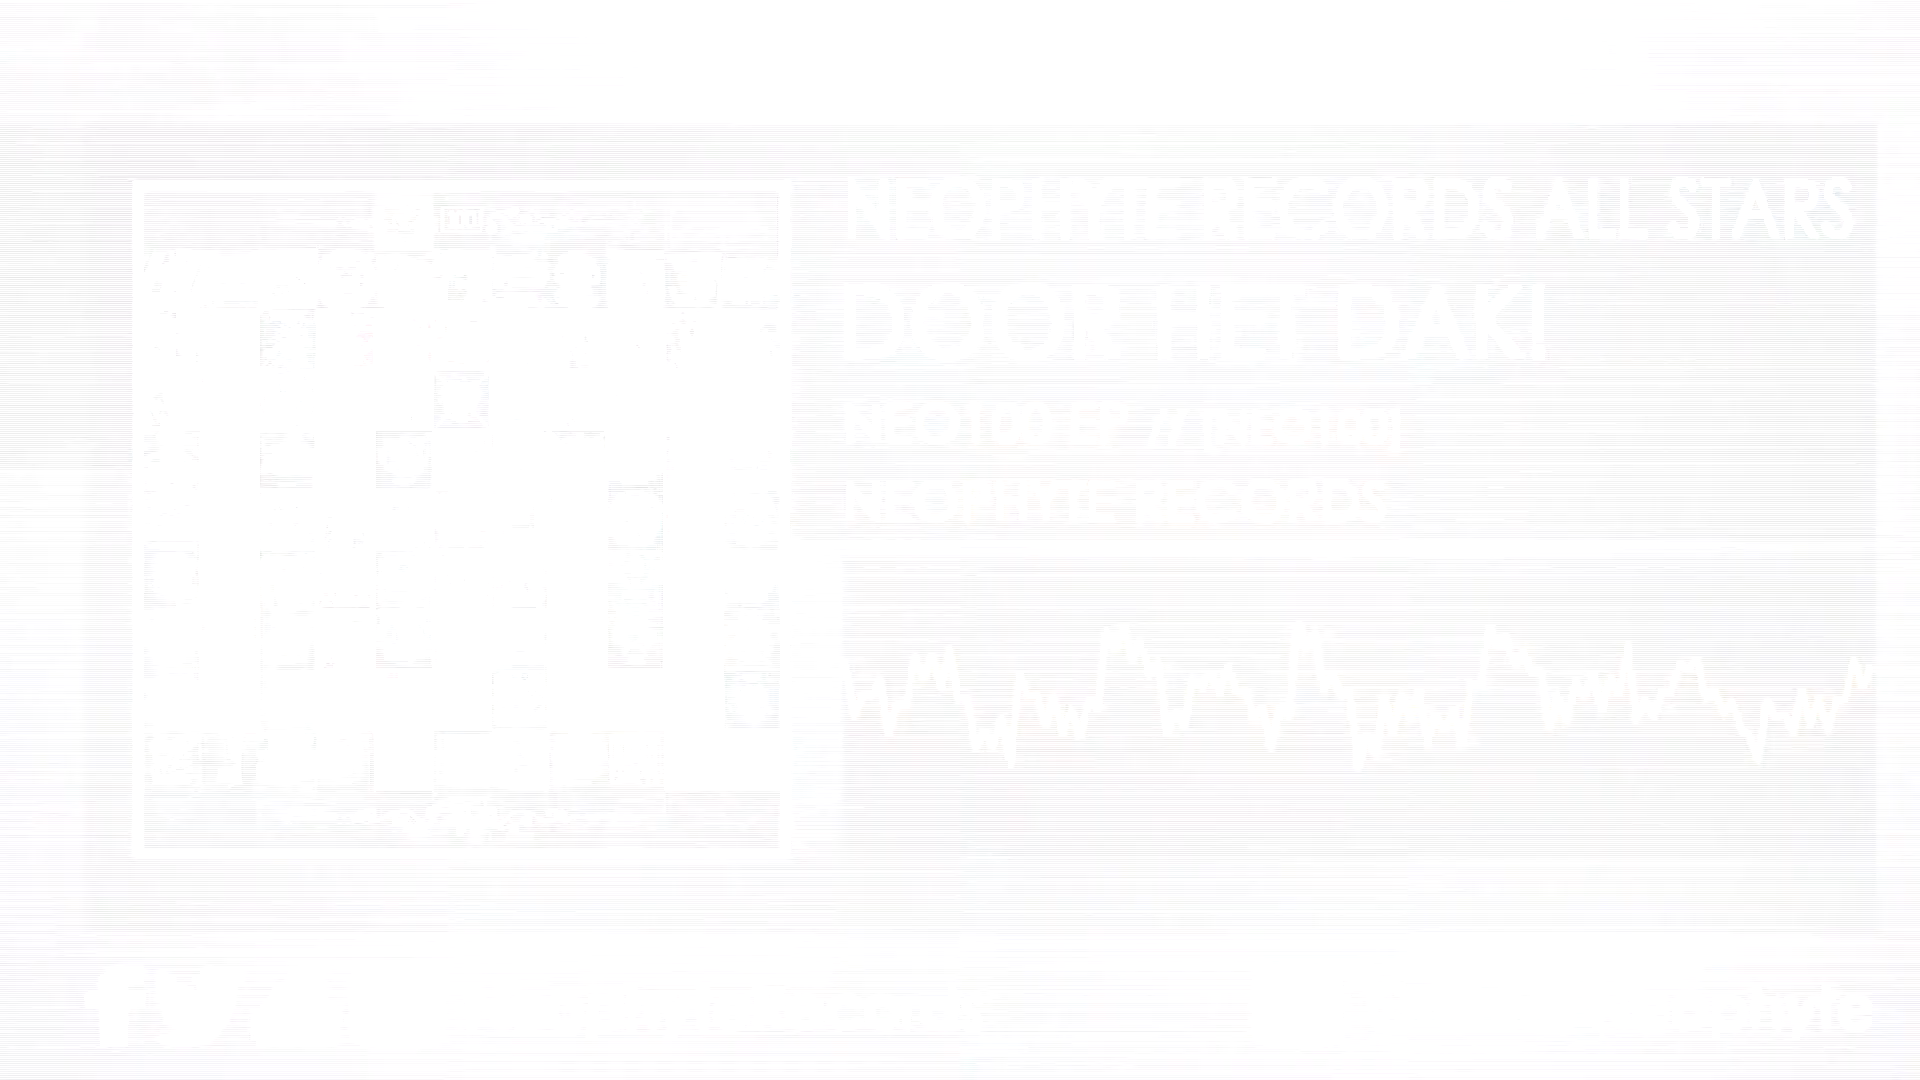 NEOPHYTE RECORDS ALL STARS
DOOR HET DAK!
NEO100 EP // [NEO100]
NEOPHYTE RECORDS